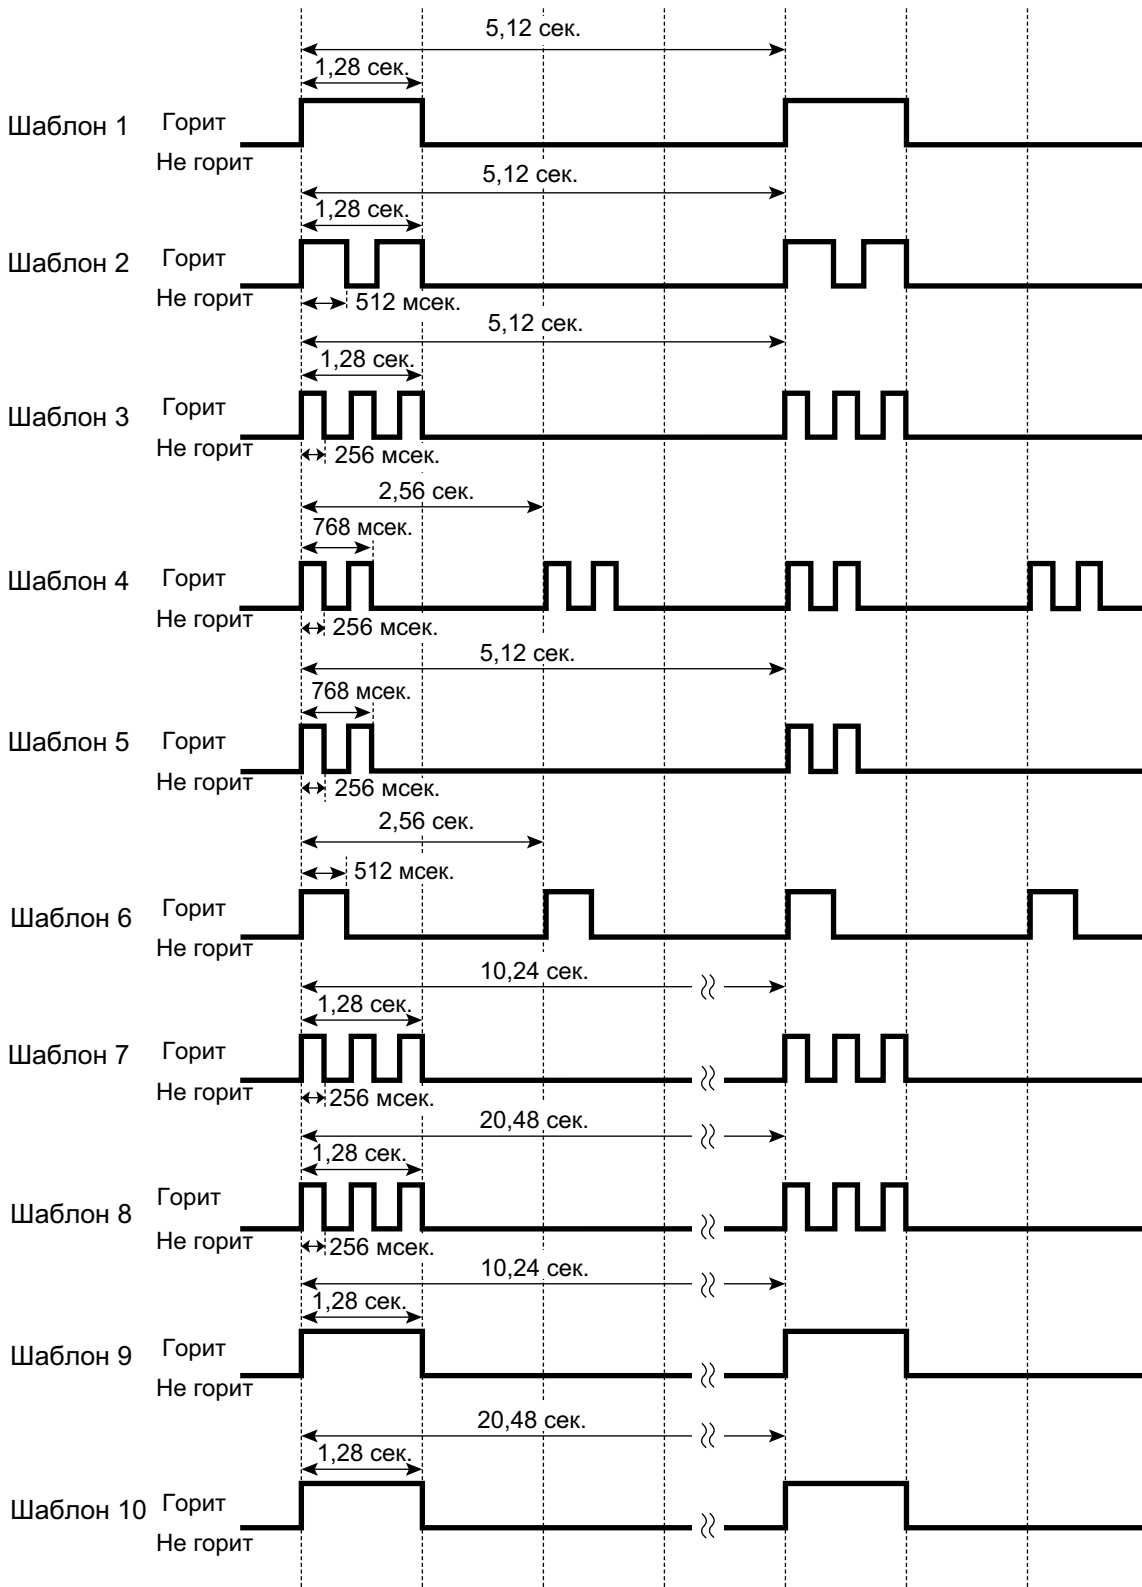 5,12 сек.
1,28 сек.
Шаблон 1 Горит
Не горит
5,12 сек.
1,28 сек.
Шаблон 2 Горит
Не горит
512 мсек.
5,12 сек.
1,28 сек.
Шаблон 3 Горит
Не горит
256 мсек.
2,56 сек.
768 мсек.
Шаблон 4 Горит
Не горит
256 мсек.
5,12 сек.
768 мсек.
Шаблон 5 Горит
Не горит
256 мсек.
2,56 сек.
512 мсек.
Шаблон 6 Горит
Не горит
10,24 сек.
1,28 сек.
Шаблон 7 Горит
Не горит
256 мсек.
20,48 сек.
1,28 сек.
Шаблон 8 Горит
Не горит
256 мсек.
10,24 сек.
1,28 сек.
Шаблон 9 Горит
Не горит
20,48 сек.
1,28 сек.
Шаблон 10 Горит
Не горит